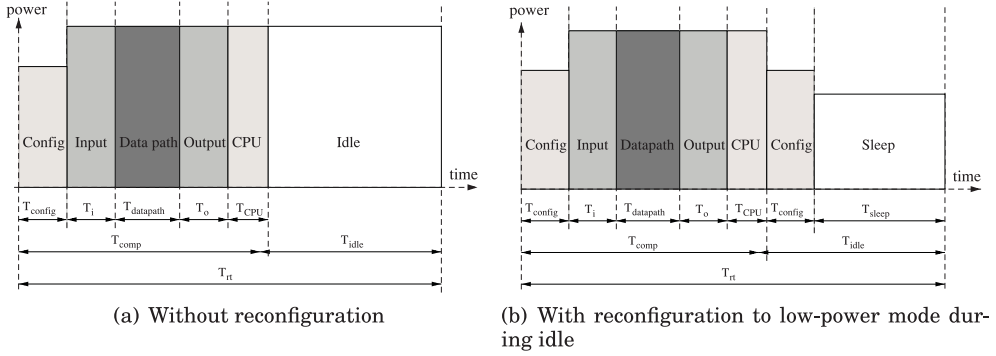 power
Config Input Data path Output CPU Idle
time
T_config T_i T_datapath T_o T_CPU
T_comp T_idle
T_rt
(a) Without reconfiguration
power
Config Input Datapath Output CPU Config Sleep
time
T_config T_i T_datapath T_o T_CPU T_config T_sleep
T_comp T_idle
T_rt
(b) With reconfiguration to low-power mode dur-
ing idle